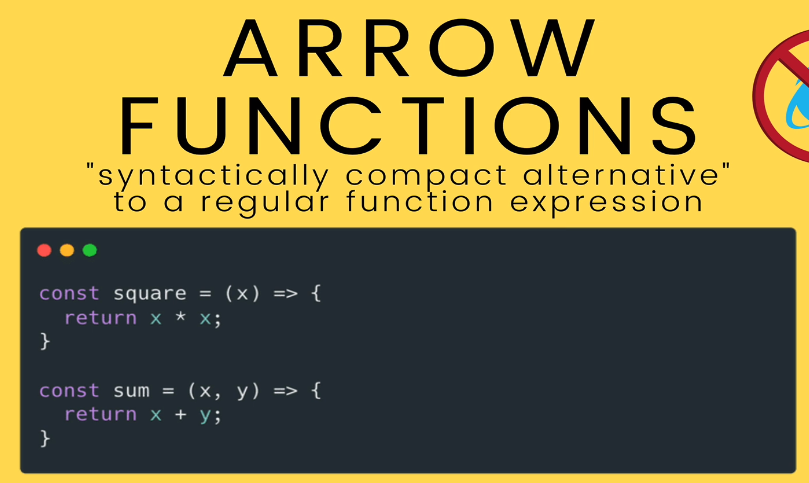 ARROW
FUNCTIONS
"syntactically compact alternative"
to a regular function expression
const square = (x) => {
  return x * x;
}
const sum = (x, y) => {
  return x + y;
}